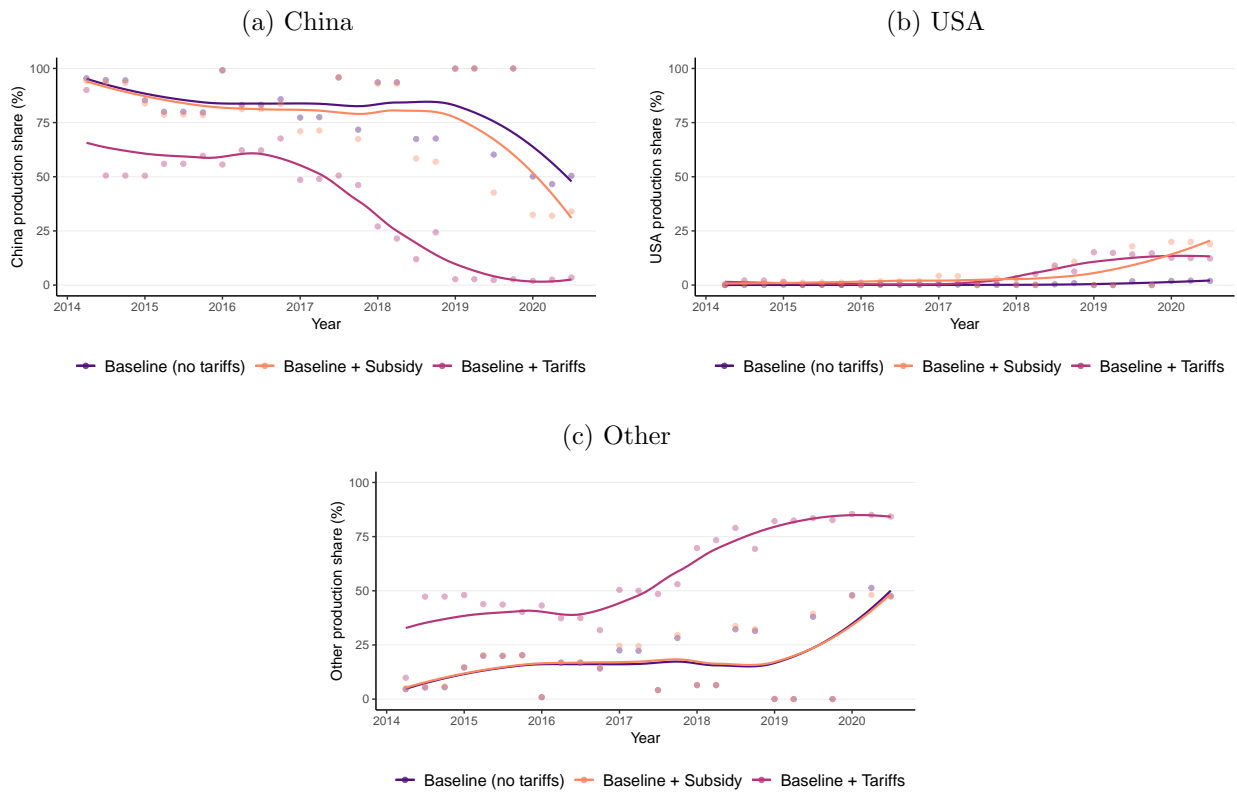 (a) China
China production share (%)
100
75
50
25
0
2014 2015 2016 2017 2018 2019 2020
Year
Baseline (no tariffs) Baseline + Subsidy Baseline + Tariffs
(b) USA
USA production share (%)
100
75
50
25
0
2014 2015 2016 2017 2018 2019 2020
Year
Baseline (no tariffs) Baseline + Subsidy Baseline + Tariffs
(c) Other
Other production share (%)
100
75
50
25
0
2014 2015 2016 2017 2018 2019 2020
Year
Baseline (no tariffs) Baseline + Subsidy Baseline + Tariffs